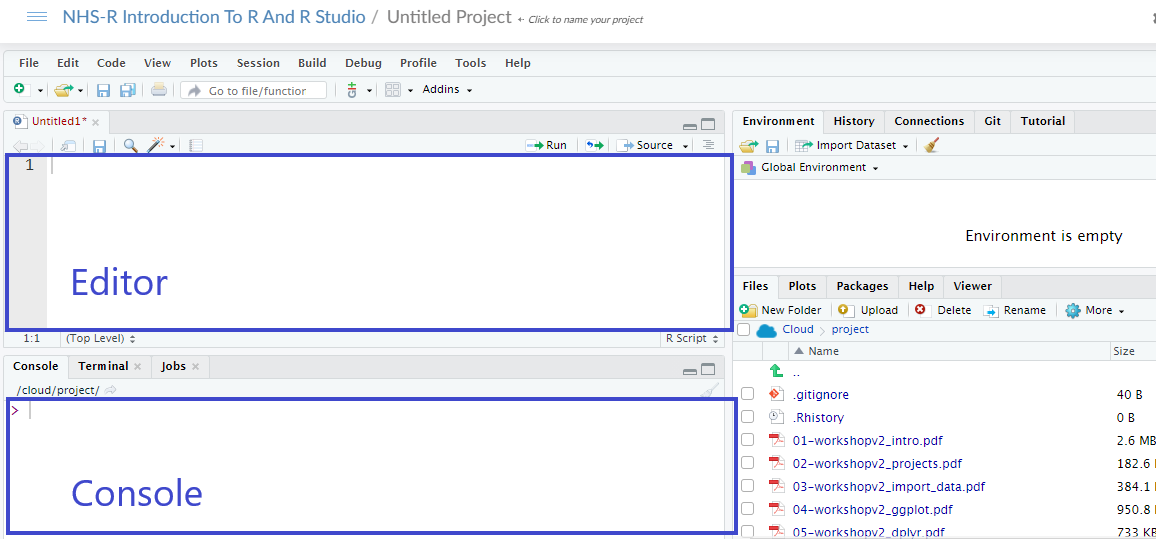 NHS-R Introduction To R And R Studio / Untitled Project ← Click to name your project
File Edit Code View Plots Session Build Debug Profile Tools Help
Go to file/functior Addins
Untitled1*
Run Source
1
Editor
1:1 (Top Level) R Script
Console Terminal Jobs
/cloud/project/
>
Console
Environment History Connections Git Tutorial
Import Dataset
Global Environment
Environment is empty
Files Plots Packages Help Viewer
New Folder Upload Delete Rename More
Cloud project
Name Size
..
.gitignore 40 B
.Rhistory 0 B
01-workshopv2_intro.pdf 2.6 MB
02-workshopv2_projects.pdf 182.6
03-workshopv2_import_data.pdf 384.1
04-workshopv2_ggplot.pdf 950.8
05-workshopv2_dplyr.pdf 733 KB